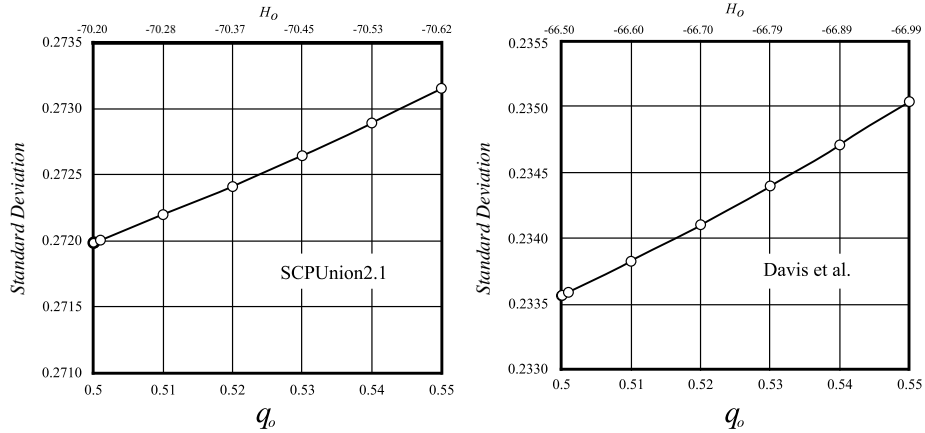 H₀
-70.20 -70.28 -70.37 -70.45 -70.53 -70.62
0.2735
0.2730
0.2725
0.2720
0.2715
0.2710
Standard Deviation
SCPUnion2.1
0.5 0.51 0.52 0.53 0.54 0.55
q₀
H₀
-66.50 -66.60 -66.70 -66.79 -66.89 -66.99
0.2355
0.2350
0.2345
0.2340
0.2335
0.2330
Standard Deviation
Davis et al.
0.5 0.51 0.52 0.53 0.54 0.55
q₀